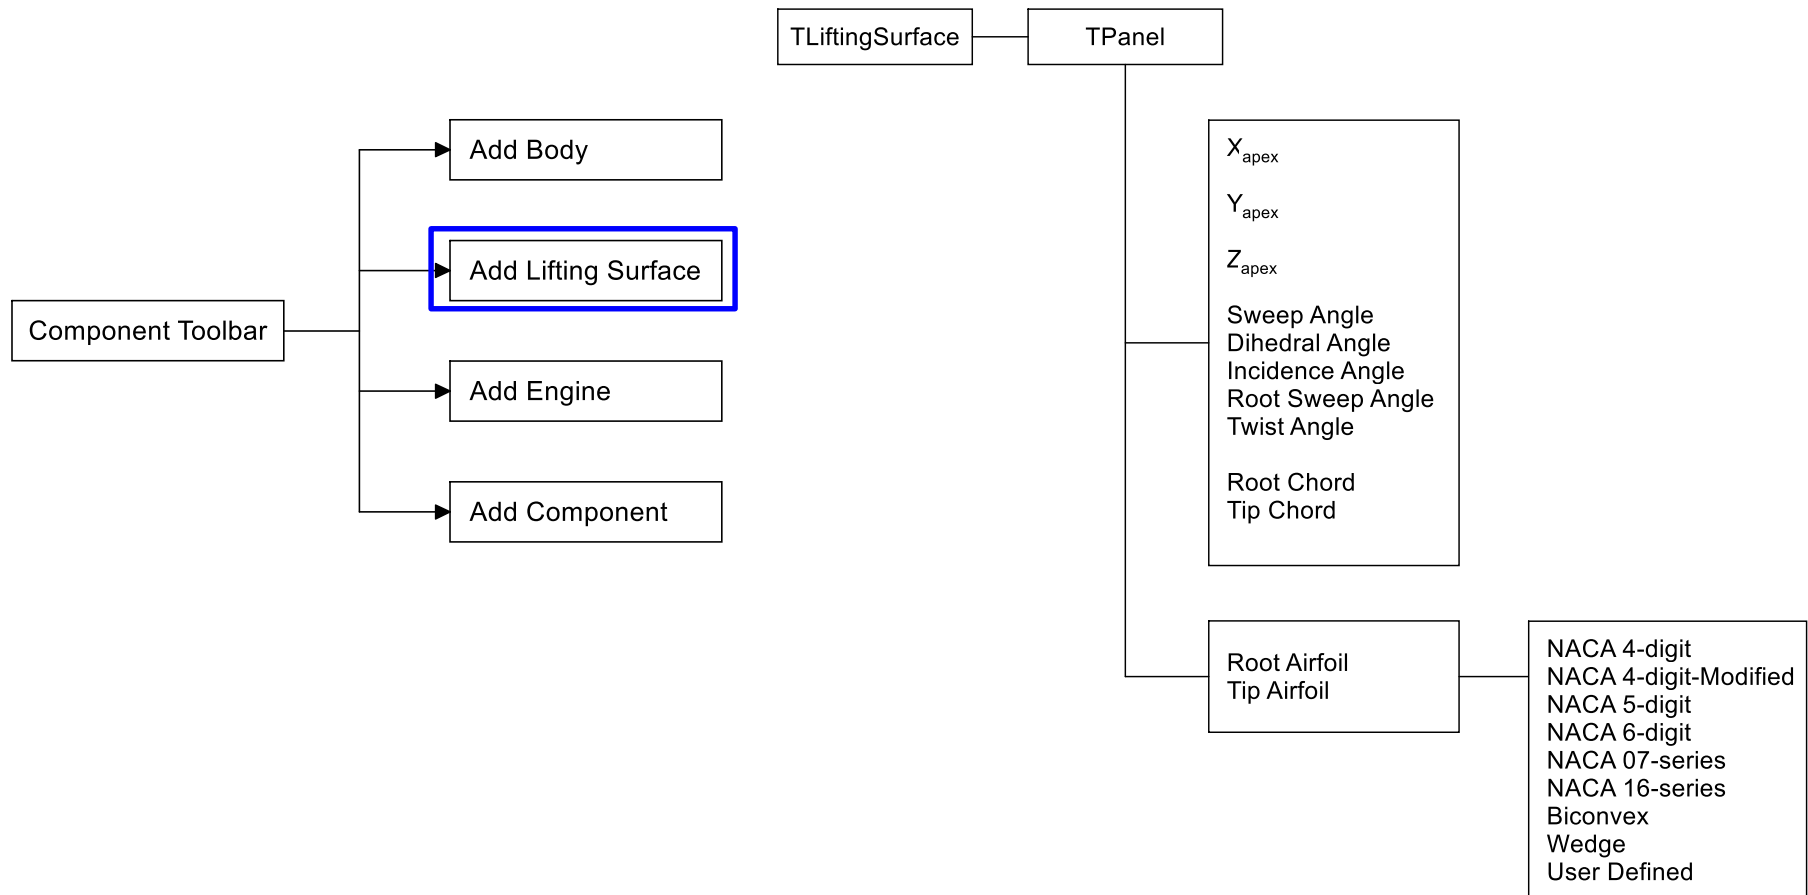 TLiftingSurface
TPanel
Component Toolbar
Add Body
Add Lifting Surface
Add Engine
Add Component
Xapex
Yapex
Zapex
Sweep Angle
Dihedral Angle
Incidence Angle
Root Sweep Angle
Twist Angle
Root Chord
Tip Chord
Root Airfoil
Tip Airfoil
NACA 4-digit
NACA 4-digit-Modified
NACA 5-digit
NACA 6-digit
NACA 07-series
NACA 16-series
Biconvex
Wedge
User Defined